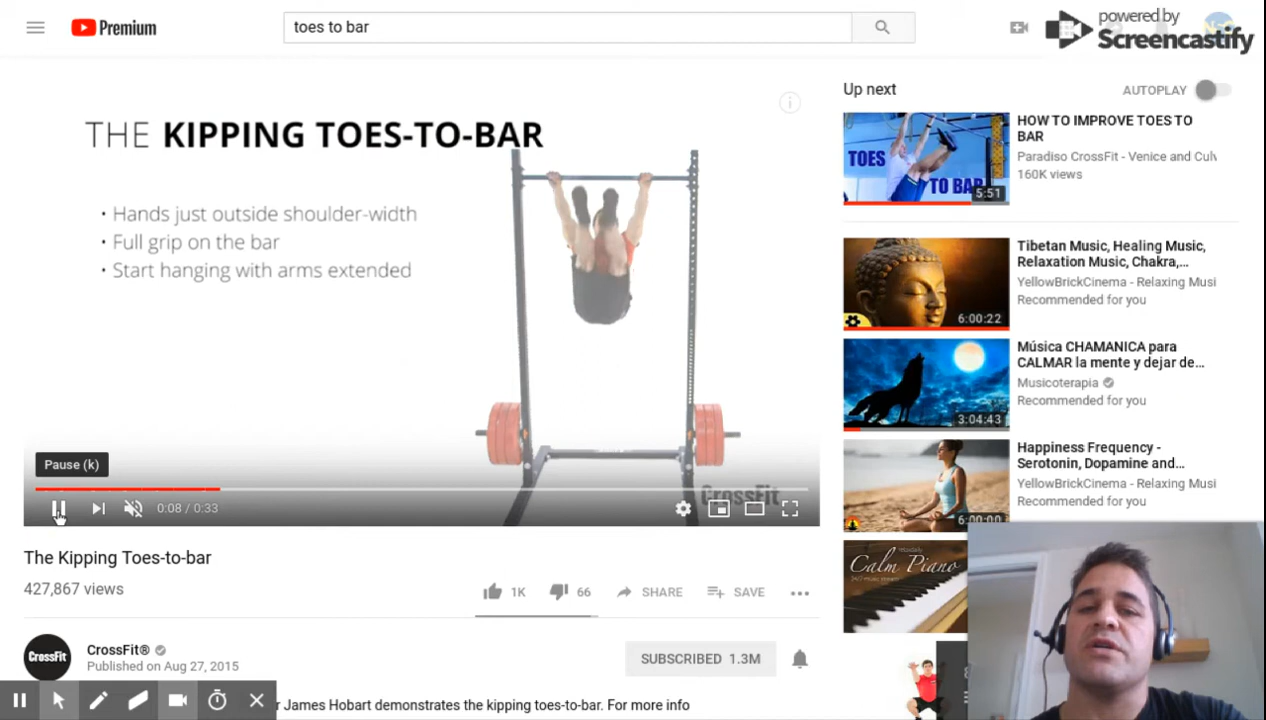 Premium
toes to bar
powered by
Screencastify
THE KIPPING TOES-TO-BAR
• Hands just outside shoulder-width
• Full grip on the bar
• Start hanging with arms extended
CrossFit
Pause (k)
0:08 / 0:33
The Kipping Toes-to-bar
427,867 views
1K
66
SHARE
SAVE
CrossFit
CrossFit®
Published on Aug 27, 2015
SUBSCRIBED 1.3M
r James Hobart demonstrates the kipping toes-to-bar. For more info
Up next
AUTOPLAY
TOES
TO BAR
5:51
HOW TO IMPROVE TOES TO
BAR
Paradiso CrossFit - Venice and Culv
160K views
6:00:22
Tibetan Music, Healing Music,
Relaxation Music, Chakra,...
YellowBrickCinema - Relaxing Musi
Recommended for you
3:04:43
Música CHAMANICA para
CALMAR la mente y dejar de...
Musicoterapia
Recommended for you
6:00:00
Happiness Frequency -
Serotonin, Dopamine and...
YellowBrickCinema - Relaxing Musi
Recommended for you
Calm Piano